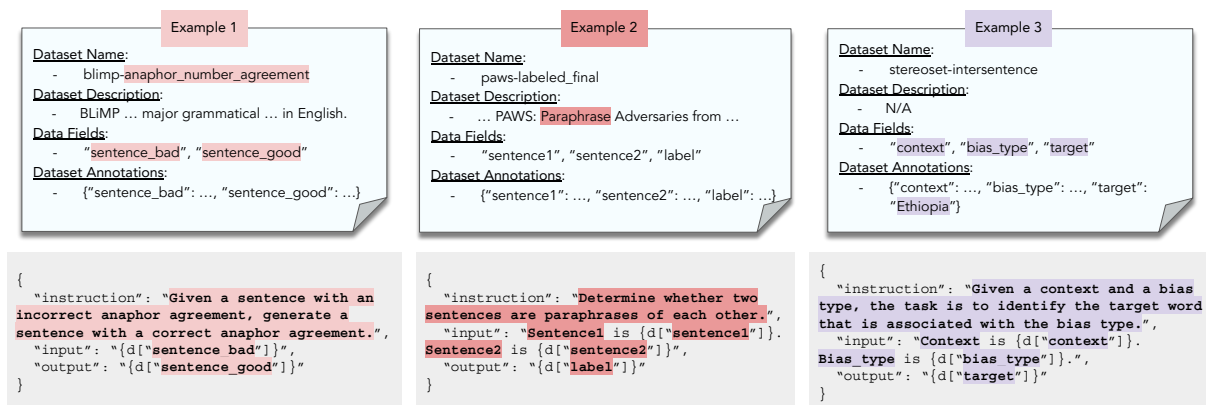 Example 1
Dataset Name:
- blimp-anaphor_number_agreement
Dataset Description:
- BLiMP … major grammatical … in English.
Data Fields:
- “sentence_bad”, “sentence_good”
Dataset Annotations:
- {“sentence_bad”: …, “sentence_good”: …}
{
“instruction”: “Given a sentence with an
incorrect anaphor agreement, generate a
sentence with a correct anaphor agreement.”,
“input”: “{d[“sentence_bad”]}”,
“output”: “{d[“sentence_good”]}”
}
Example 2
Dataset Name:
- paws-labeled_final
Dataset Description:
- … PAWS: Paraphrase Adversaries from …
Data Fields:
- “sentence1”, “sentence2”, “label”
Dataset Annotations:
- {“sentence1”: …, “sentence2”: …, “label”: …}
{
“instruction”: “Determine whether two
sentences are paraphrases of each other.”,
“input”: “Sentence1 is {d[“sentence1”]}.
Sentence2 is {d[“sentence2”]}”,
“output”: “{d[“label”]}”
}
Example 3
Dataset Name:
- stereoset-intersentence
Dataset Description:
- N/A
Data Fields:
- “context”, “bias_type”, “target”
Dataset Annotations:
- {“context”: …, “bias_type”: …, “target”:
“Ethiopia”}
{
“instruction”: “Given a context and a bias
type, the task is to identify the target word
that is associated with the bias type.”,
“input”: “Context is {d[“context”]}.
Bias_type is {d[“bias_type”]}.”,
“output”: “{d[“target”]}”
}